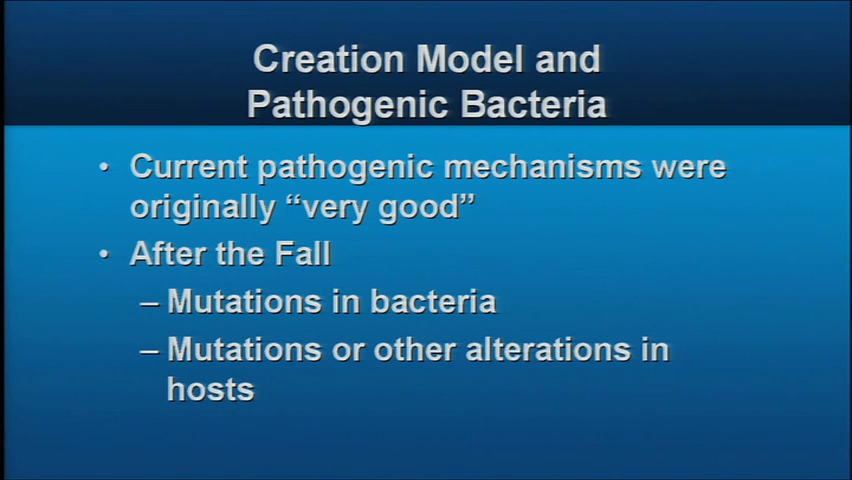 Creation Model and
Pathogenic Bacteria
• Current pathogenic mechanisms were
originally “very good”
• After the Fall
– Mutations in bacteria
– Mutations or other alterations in
hosts